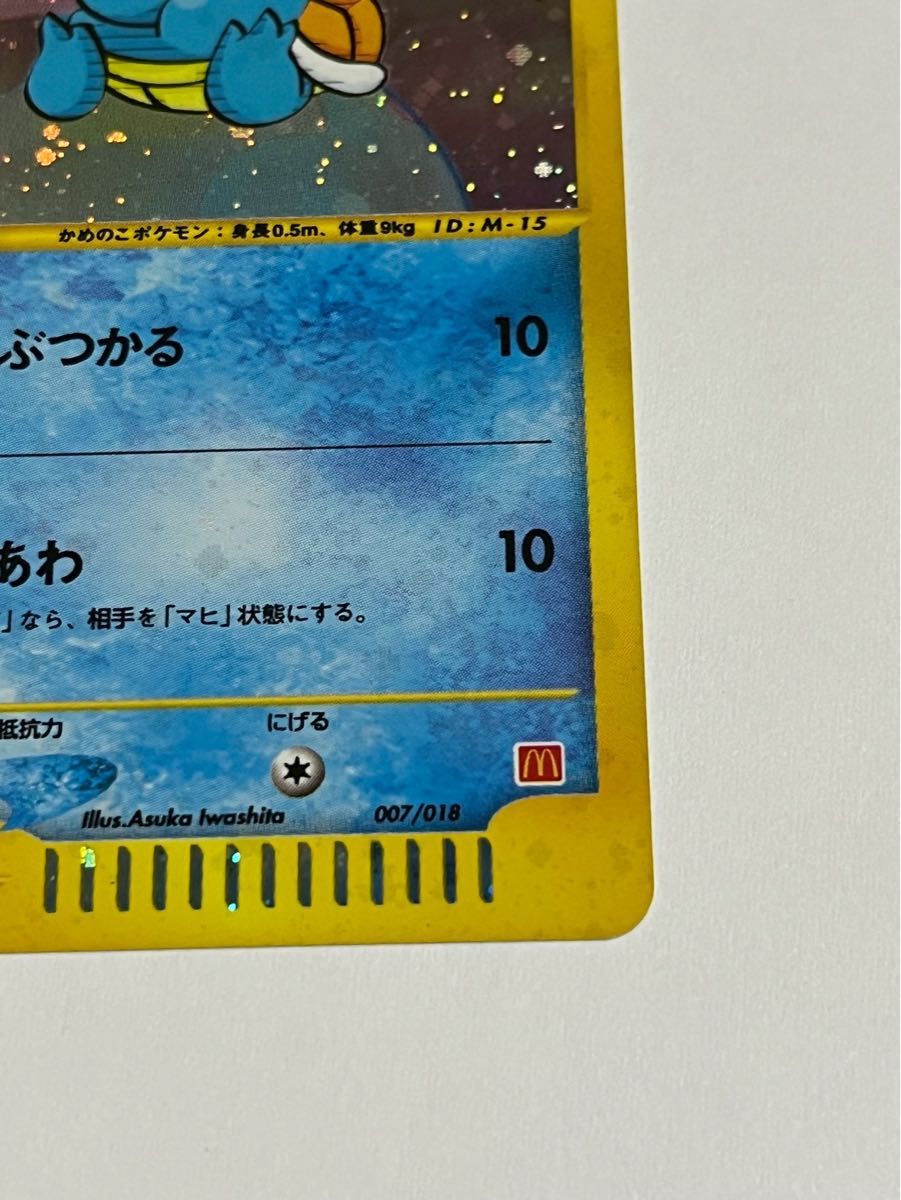 かめのこポケモン：身長0.5m、体重9kg ID:M-15
ぶつかる 10
あわ 10
」なら、相手を「マヒ」状態にする。
抵抗力 にげる
Illus.Asuka Iwashita 007/018